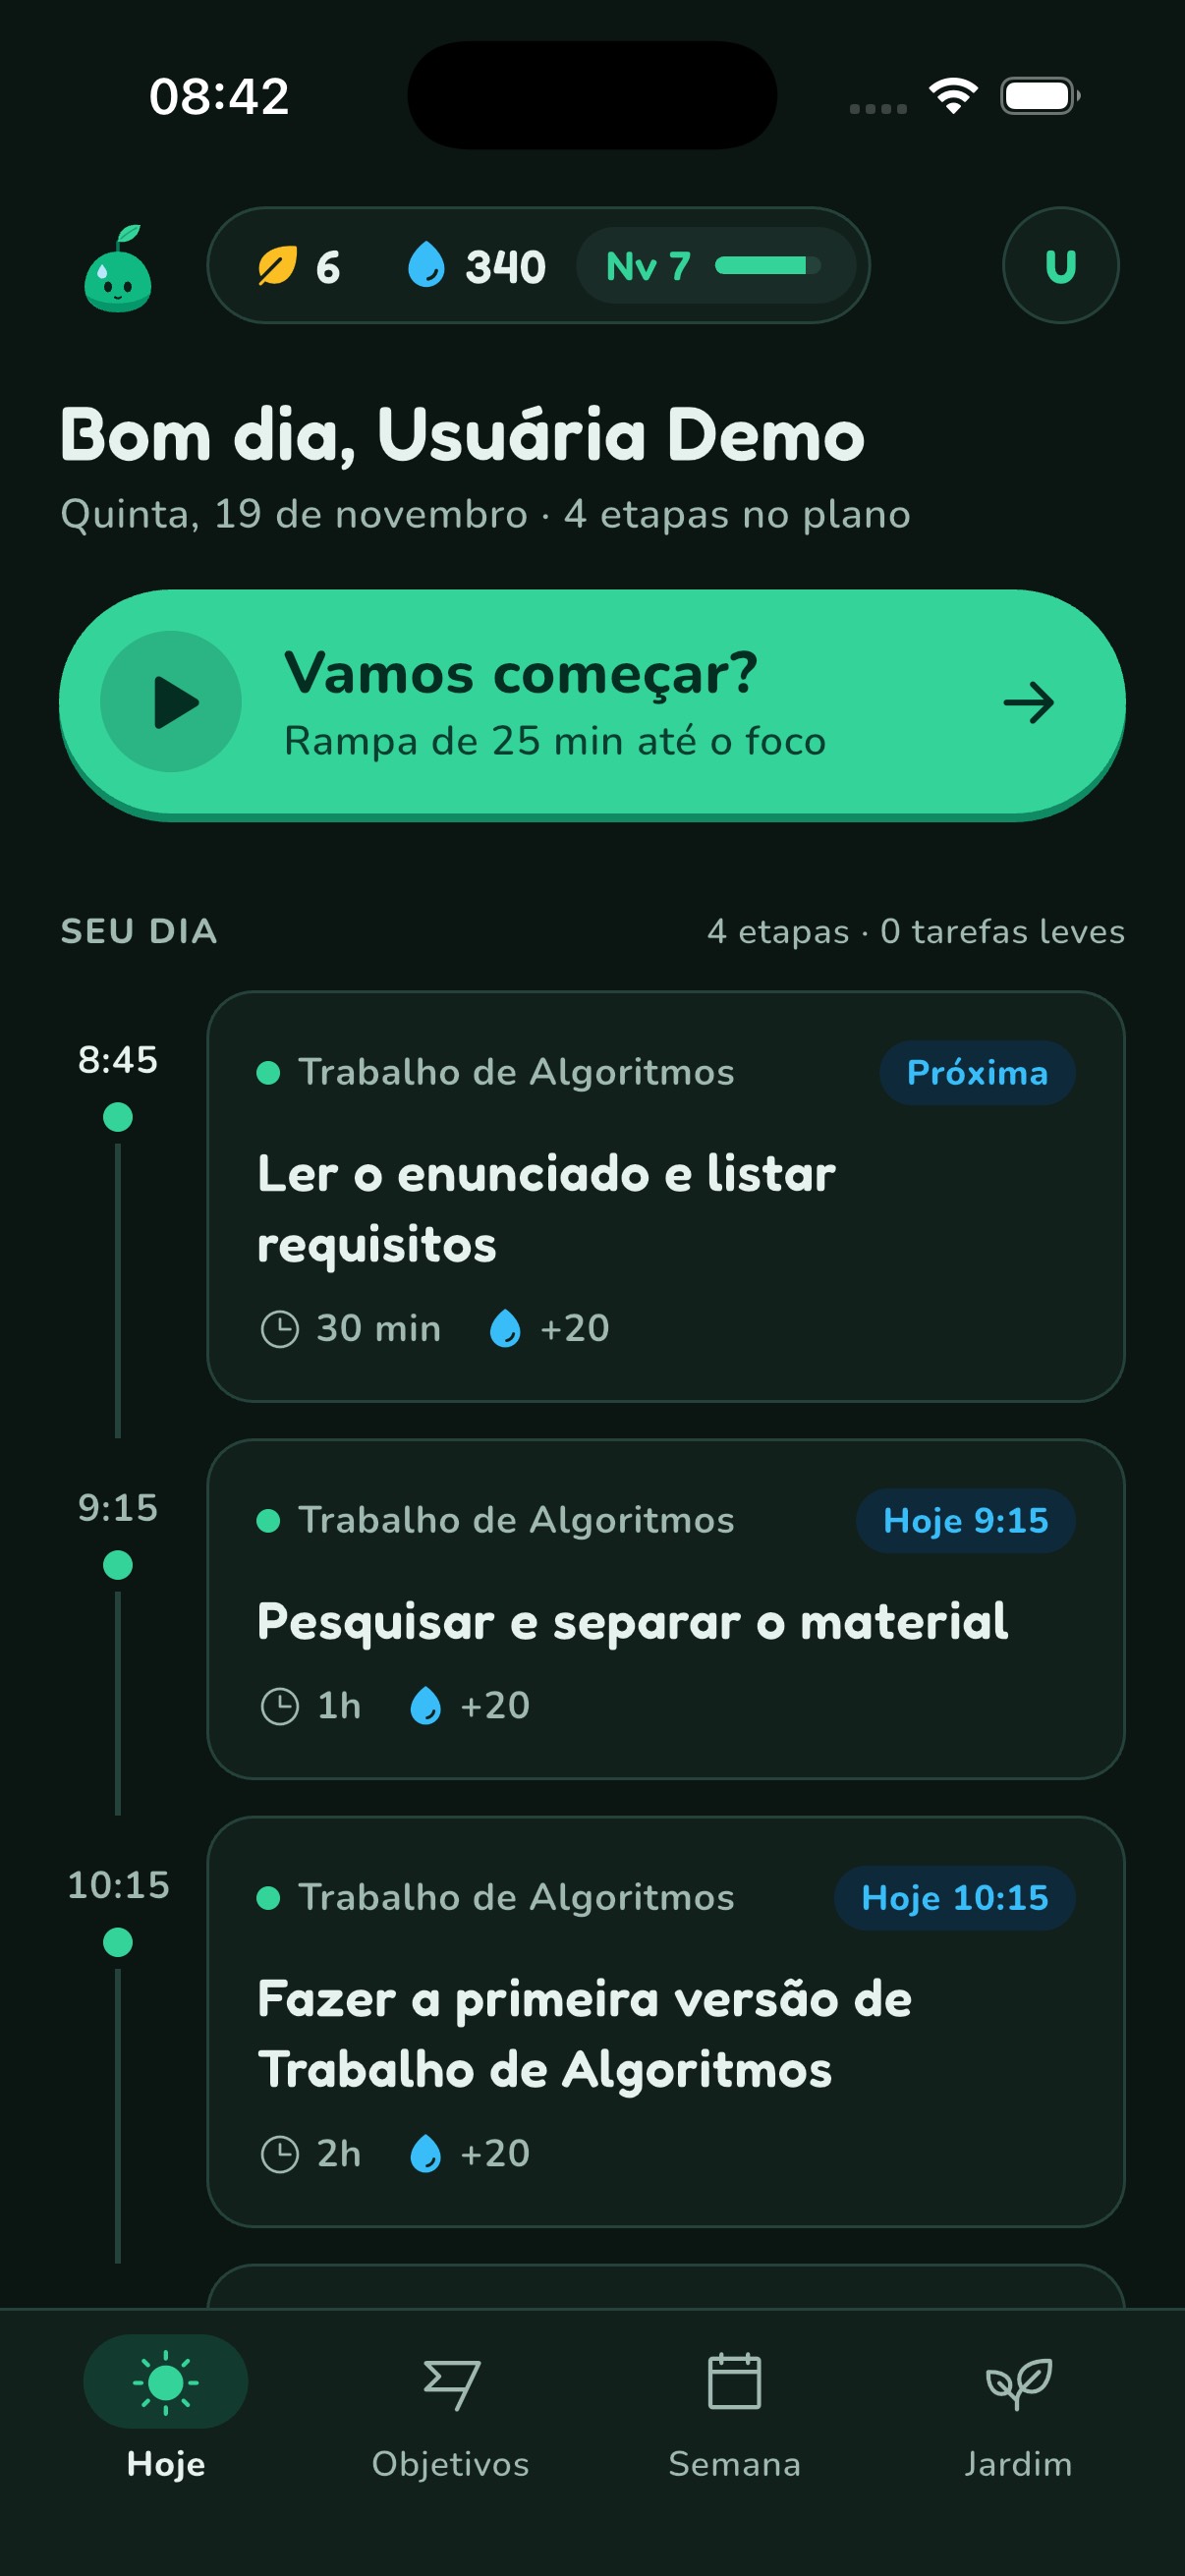 08:42
6 340 Nv 7 U
Bom dia, Usuária Demo
Quinta, 19 de novembro · 4 etapas no plano
Vamos começar?
Rampa de 25 min até o foco
SEU DIA 4 etapas · 0 tarefas leves
8:45
Trabalho de Algoritmos Próxima
Ler o enunciado e listar
requisitos
30 min +20
9:15
Trabalho de Algoritmos Hoje 9:15
Pesquisar e separar o material
1h +20
10:15
Trabalho de Algoritmos Hoje 10:15
Fazer a primeira versão de
Trabalho de Algoritmos
2h +20
Hoje Objetivos Semana Jardim